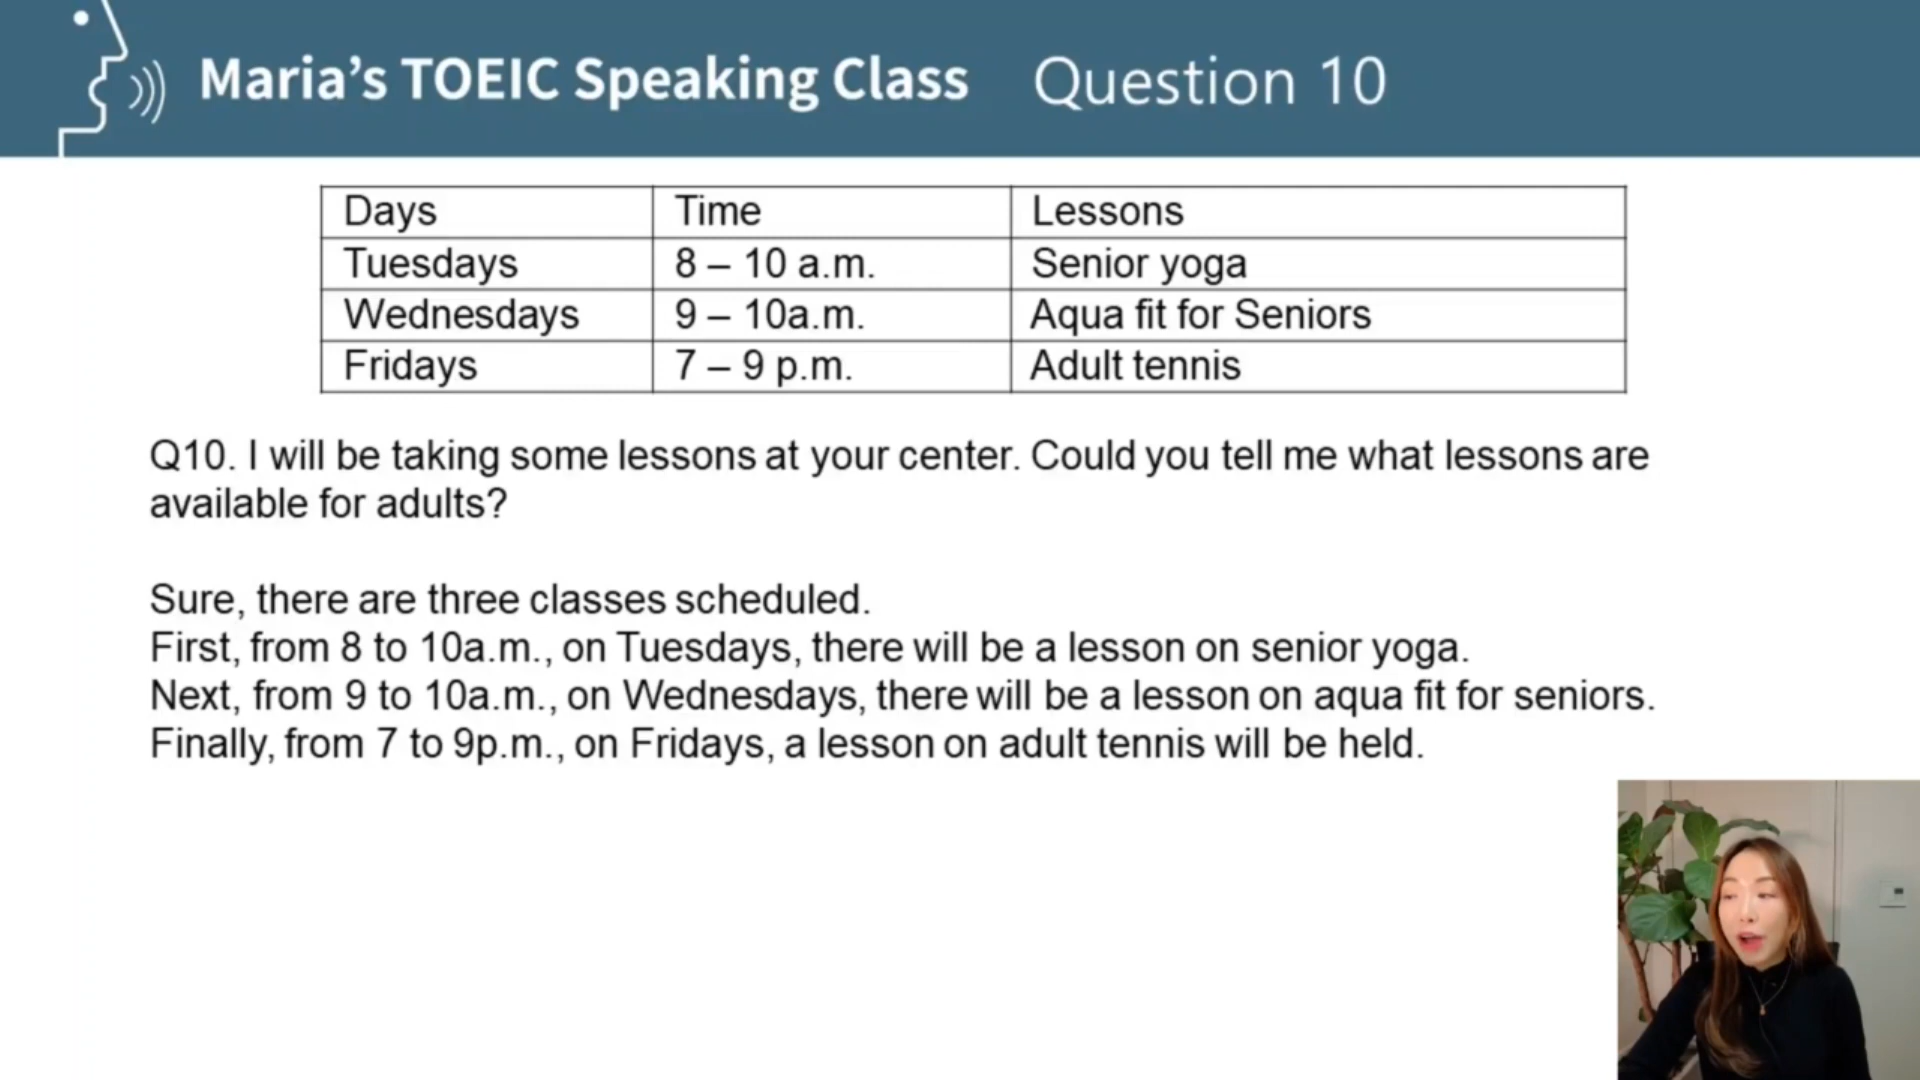 Maria's TOEIC Speaking Class Question 10
Days Time Lessons
Tuesdays 8 – 10 a.m. Senior yoga
Wednesdays 9 – 10a.m. Aqua fit for Seniors
Fridays 7 – 9 p.m. Adult tennis
Q10. I will be taking some lessons at your center. Could you tell me what lessons are
available for adults?
Sure, there are three classes scheduled.
First, from 8 to 10a.m., on Tuesdays, there will be a lesson on senior yoga.
Next, from 9 to 10a.m., on Wednesdays, there will be a lesson on aqua fit for seniors.
Finally, from 7 to 9p.m., on Fridays, a lesson on adult tennis will be held.